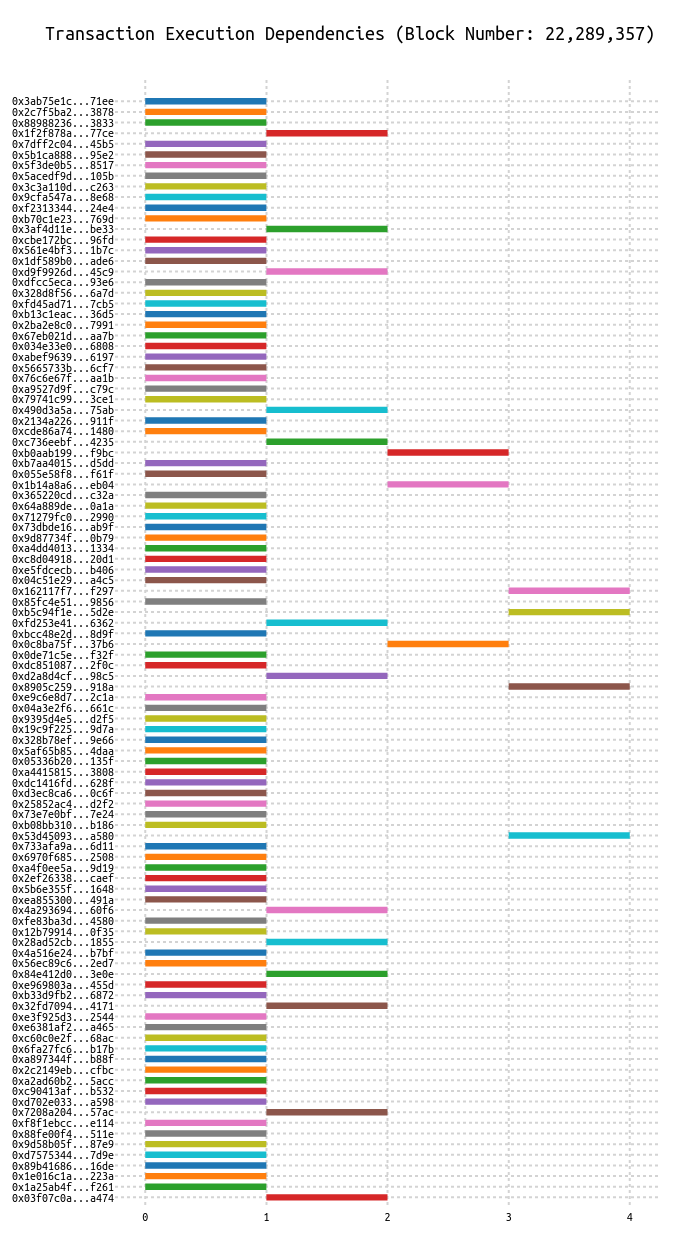 Transaction Execution Dependencies (Block Number: 22,289,357)
0x3ab75e1c...71ee
0x2c7f5ba2...3878
0x88988236...3833
0x1f2f878a...77ce
0x7dff2c04...45b5
0x5b1ca888...95e2
0x5f3de0b5...8517
0x5acedf9d...105b
0x3c3a110d...c263
0x9cfa547a...8e68
0xf2313344...24e4
0xb70c1e23...769d
0x3af4d11e...be33
0xcbe172bc...96fd
0x561e4bf3...1b7c
0x1df589b0...ade6
0xd9f9926d...45c9
0xdfcc5eca...93e6
0x328d8f56...6a7d
0xfd45ad71...7cb5
0xb13c1eac...36d5
0x2ba2e8c0...7991
0x67eb021d...aa7b
0x034e33e0...6808
0xabef9639...6197
0x5665733b...6cf7
0x76c6e67f...aa1b
0xa9527d9f...c79c
0x79741c99...3ce1
0x490d3a5a...75ab
0x2134a226...911f
0xcde86a74...1480
0xc736eebf...4235
0xb0aab199...f9bc
0xb7aa4015...d5dd
0x055e58f8...f61f
0x1b14a8a6...eb04
0x365220cd...c32a
0x64a889de...0a1a
0x71279fc0...2990
0x73dbde16...ab9f
0x9d87734f...0b79
0xa4dd4013...1334
0xc8d04918...20d1
0xe5fdcecb...b406
0x04c51e29...a4c5
0x162117f7...f297
0x85fc4e51...9856
0xb5c94f1e...5d2e
0xfd253e41...6362
0xbcc48e2d...8d9f
0x0c8ba75f...37b6
0x0de71c5e...f32f
0xdc851087...2f0c
0xd2a8d4cf...98c5
0x8905c259...918a
0xe9c6e8d7...2c1a
0x04a3e2f6...661c
0x9395d4e5...d2f5
0x19c9f225...9d7a
0x328b78ef...9e66
0x5af65b85...4daa
0x05336b20...135f
0xa4415815...3808
0xdc1416fd...628f
0xd3ec8ca6...0c6f
0x25852ac4...d2f2
0x73e7e0bf...7e24
0xb08bb310...b186
0x53d45093...a580
0x733afa9a...6d11
0x6970f685...2508
0xa4f0ee5a...9d19
0x2ef26338...caef
0x5b6e355f...1648
0xea855300...491a
0x4a293694...60f6
0xfe83ba3d...4580
0x12b79914...0f35
0x28ad52cb...1855
0x4a516e24...b7bf
0x56ec89c6...2ed7
0x84e412d0...3e0e
0xe969803a...455d
0xb33d9fb2...6872
0x32fd7094...4171
0xe3f925d3...2544
0xe6381af2...a465
0xc60c0e2f...68ac
0x6fa27fc6...b17b
0xa897344f...b88f
0x2c2149eb...cfbc
0xa2ad60b2...5acc
0xc90413af...b532
0xd702e033...a598
0x7208a204...57ac
0xf8f1ebcc...e114
0x88fe00f4...511e
0x9d58b05f...87e9
0xd7575344...7d9e
0x89b41686...16de
0x1e016c1a...223a
0x1a25ab4f...f261
0x03f07c0a...a474
0 1 2 3 4